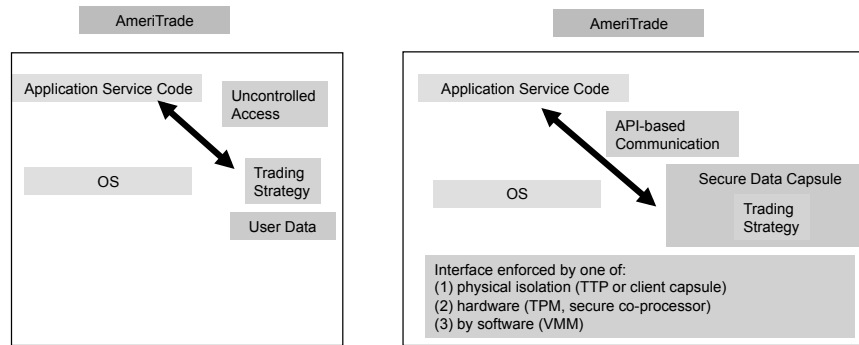 AmeriTrade
Application Service Code
Uncontrolled
Access
OS
Trading
Strategy
User Data
AmeriTrade
Application Service Code
API-based
Communication
OS
Secure Data Capsule
Trading
Strategy
Interface enforced by one of:
(1) physical isolation (TTP or client capsule)
(2) hardware (TPM, secure co-processor)
(3) by software (VMM)